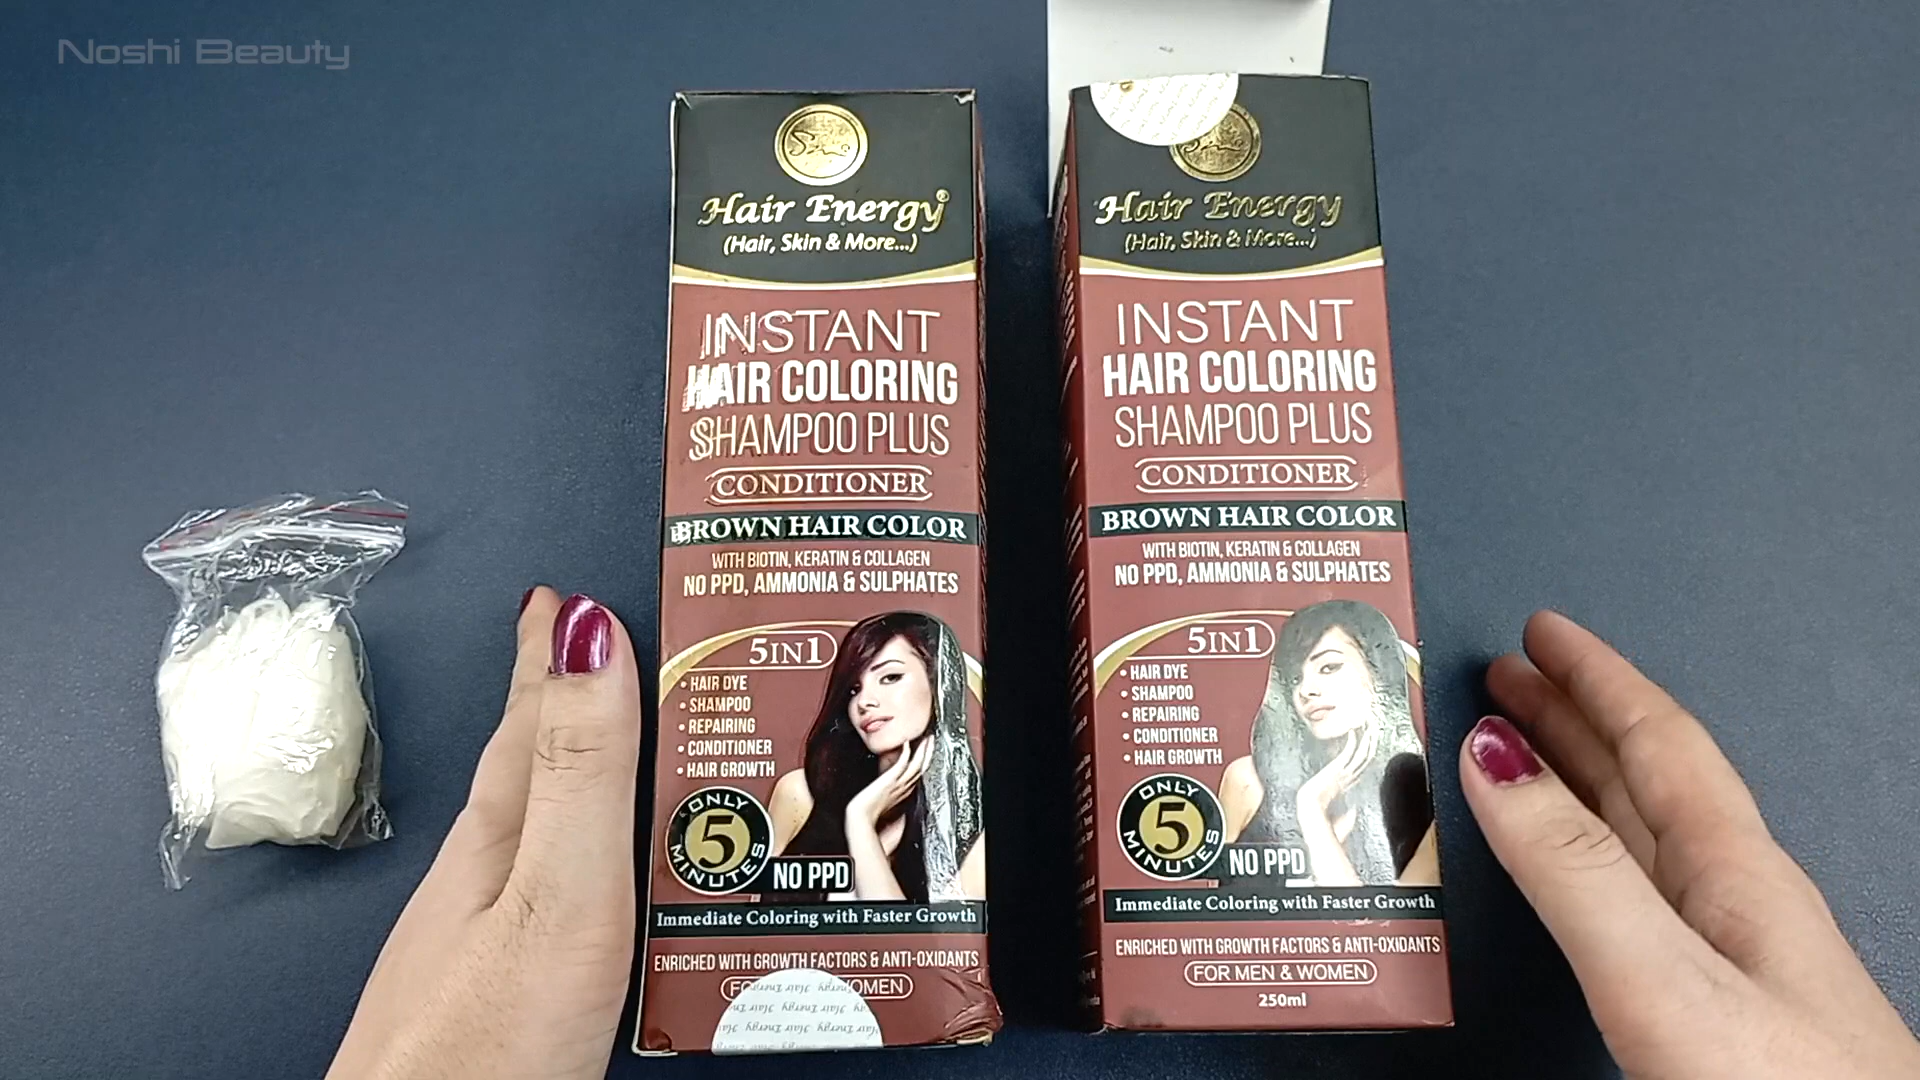 Noshi Beauty
Hair Energy®
(Hair, Skin & More...)
INSTANT
HAIR COLORING
SHAMPOO PLUS
CONDITIONER
BROWN HAIR COLOR
WITH BIOTIN, KERATIN & COLLAGEN
NO PPD, AMMONIA & SULPHATES
5IN1
• HAIR DYE
• SHAMPOO
• REPAIRING
• CONDITIONER
• HAIR GROWTH
ONLY
5
MINUTES
NO PPD
Immediate Coloring with Faster Growth
ENRICHED WITH GROWTH FACTORS & ANTI-OXIDANTS
WOMEN
Hair Energy Hair Energy
Hair Energy
(Hair, Skin & More...)
INSTANT
HAIR COLORING
SHAMPOO PLUS
CONDITIONER
BROWN HAIR COLOR
WITH BIOTIN, KERATIN & COLLAGEN
NO PPD, AMMONIA & SULPHATES
5IN1
• HAIR DYE
• SHAMPOO
• REPAIRING
• CONDITIONER
• HAIR GROWTH
ONLY
5
MINUTES
NO PPD
Immediate Coloring with Faster Growth
ENRICHED WITH GROWTH FACTORS & ANTI-OXIDANTS
FOR MEN & WOMEN
250ml